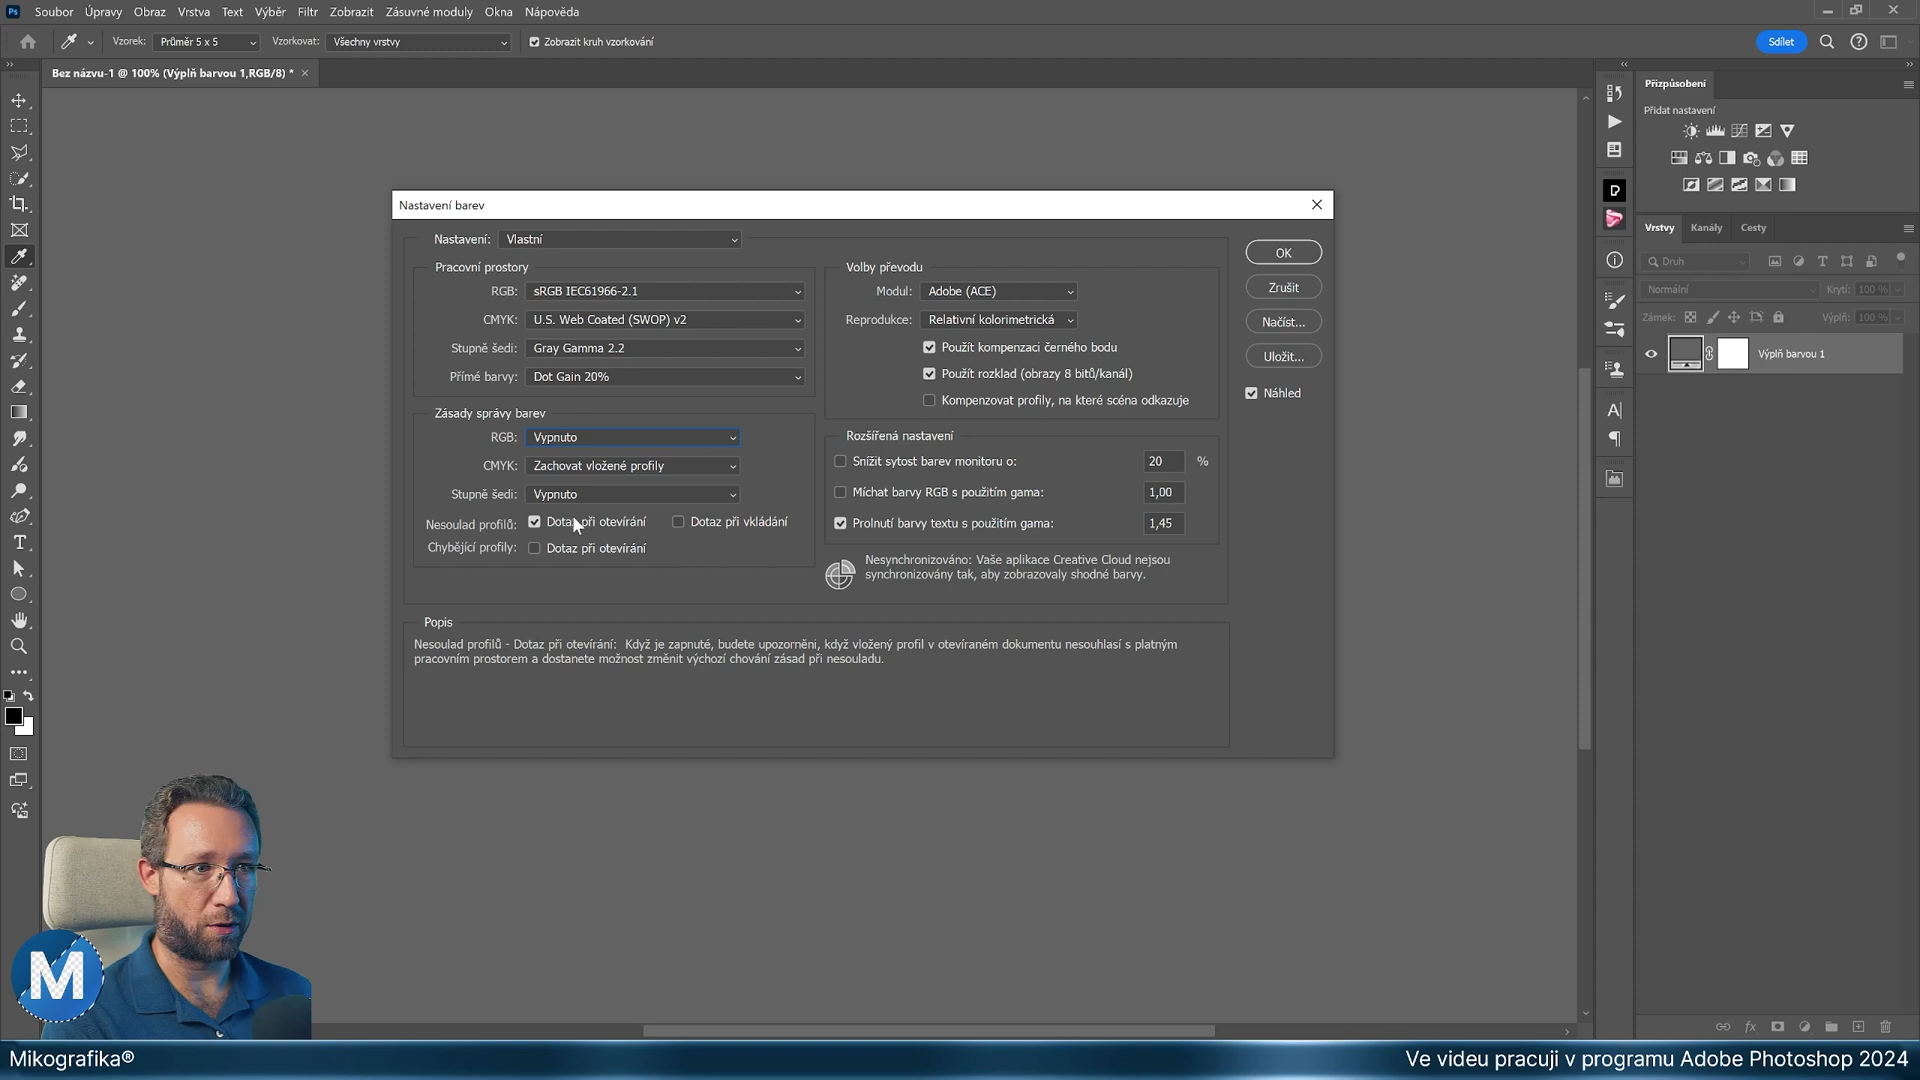 Ps Soubor Úpravy Obraz Vrstva Text Výběr Filtr Zobrazit Zásuvné moduly Okna Nápověda
Vzorek: Průměr 5 x 5 Vzorkovat: Všechny vrstvy Zobrazit kruh vzorkování Sdílet
Bez názvu-1 @ 100% (Výplň barvou 1,RGB/8) *
Přizpůsobení
Přidat nastavení
Vrstvy Kanály Cesty
Druh
Normální Krytí: 100 %
Zámek: Výplň: 100 %
Výplň barvou 1
Nastavení barev
Nastavení: Vlastní
Pracovní prostory
RGB: sRGB IEC61966-2.1
CMYK: U.S. Web Coated (SWOP) v2
Stupně šedi: Gray Gamma 2.2
Přímé barvy: Dot Gain 20%
Zásady správy barev
RGB: Vypnuto
CMYK: Zachovat vložené profily
Stupně šedi: Vypnuto
Nesoulad profilů: Dotaz při otevírání Dotaz při vkládání
Chybějící profily: Dotaz při otevírání
Volby převodu
Modul: Adobe (ACE)
Reprodukce: Relativní kolorimetrická
Použít kompenzaci černého bodu
Použít rozklad (obrazy 8 bitů/kanál)
Kompenzovat profily, na které scéna odkazuje
Rozšířená nastavení
Snížit sytost barev monitoru o: 20 %
Míchat barvy RGB s použitím gama: 1,00
Prolnutí barvy textu s použitím gama: 1,45
Nesynchronizováno: Vaše aplikace Creative Cloud nejsou
synchronizovány tak, aby zobrazovaly shodné barvy.
OK
Zrušit
Načíst...
Uložit...
Náhled
Popis
Nesoulad profilů - Dotaz při otevírání: Když je zapnuté, budete upozorněni, když vložený profil v otevíraném dokumentu nesouhlasí s platným
pracovním prostorem a dostanete možnost změnit výchozí chování zásad při nesouladu.
M
Mikografika® Ve videu pracuji v programu Adobe Photoshop 2024